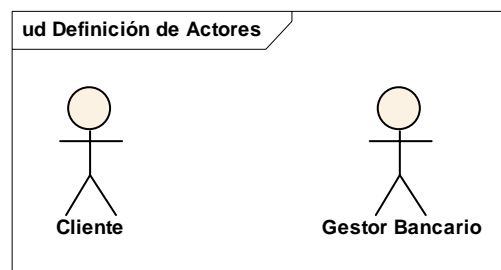 ud Definición de Actores
Cliente
Gestor Bancario